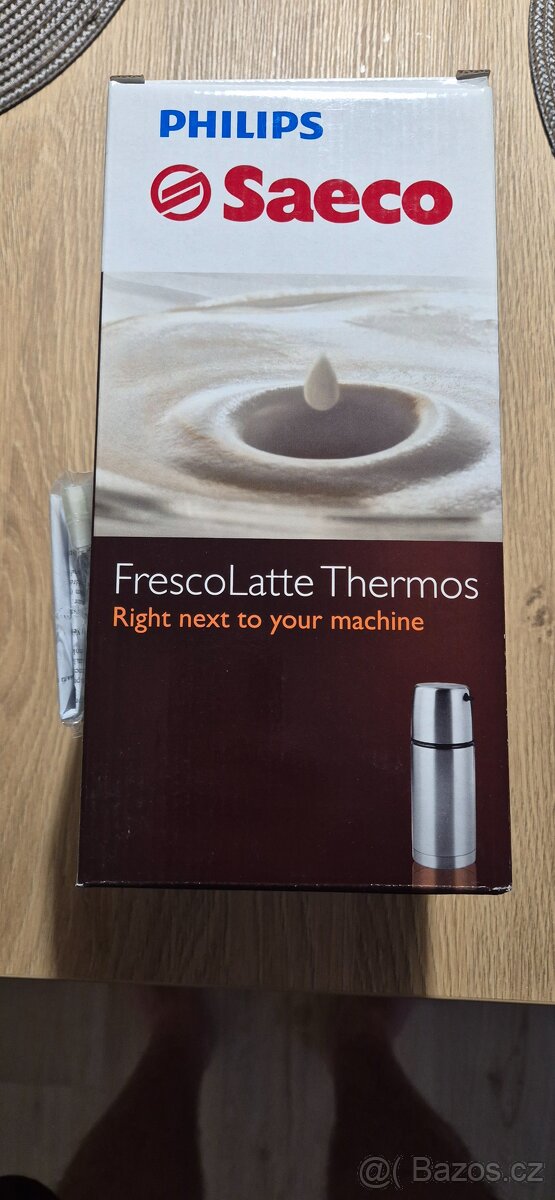 PHILIPS
Saeco
FrescoLatte Thermos
Right next to your machine
@( Bazos.cz